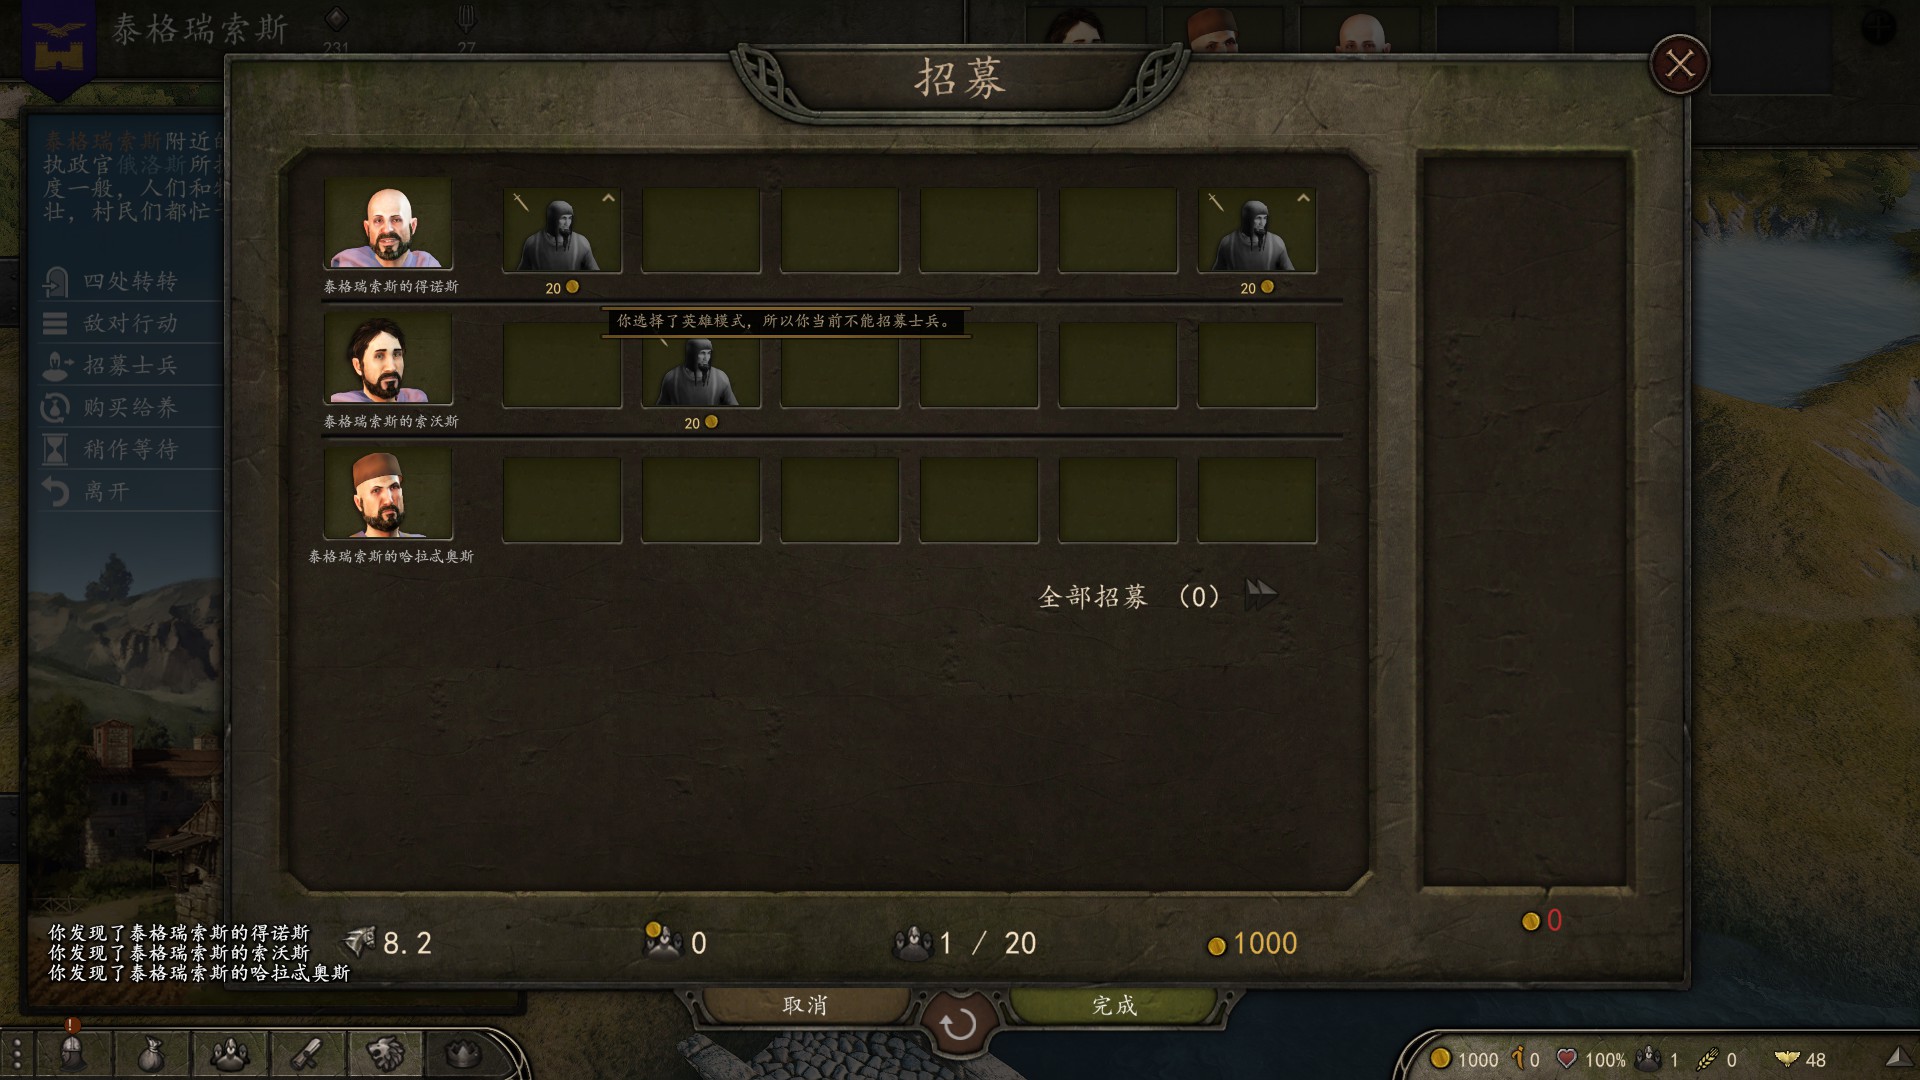 泰格瑞索斯
231
27
招募
泰格瑞索斯附近
执政官俄洛斯所
度一般，人们和
壮，村民们都忙
四处转转
敌对行动
招募士兵
购买给养
稍作等待
离开
泰格瑞索斯的得诺斯
20
20
你选择了英雄模式，所以你当前不能招募士兵。
泰格瑞索斯的索沃斯
20
泰格瑞索斯的哈拉忒奥斯
全部招募 （0）
你发现了泰格瑞索斯的得诺斯
你发现了泰格瑞索斯的索沃斯
你发现了泰格瑞索斯的哈拉忒奥斯
8.2
0
1 / 20
1000
0
取消
完成
!
1000
0
100%
1
0
48